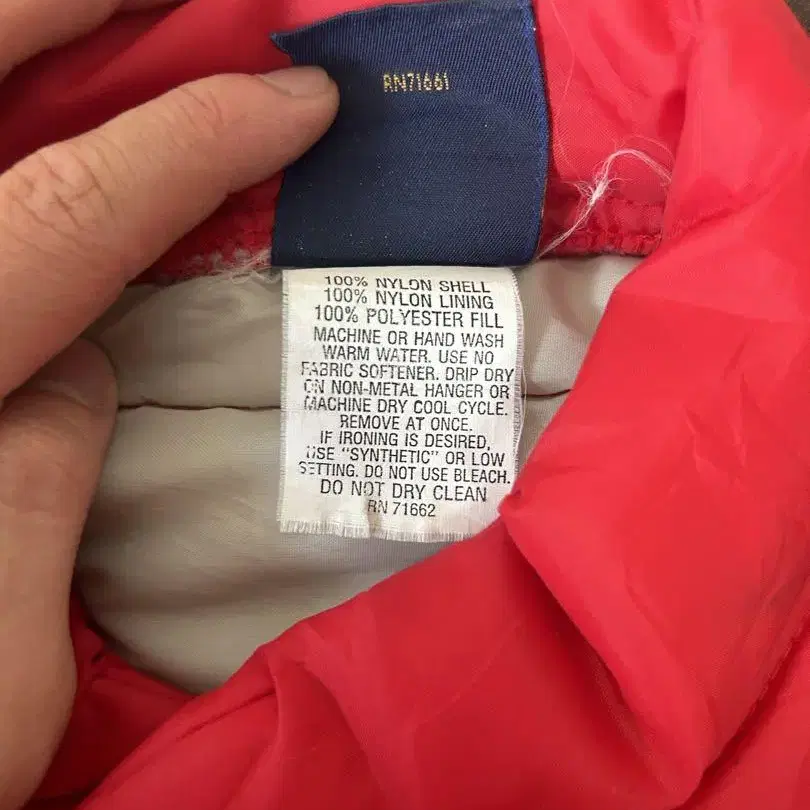 RN71661
100% NYLON SHELL
100% NYLON LINING
100% POLYESTER FILL
MACHINE OR HAND WASH
WARM WATER. USE NO
FABRIC SOFTENER. DRIP DRY
ON NON-METAL HANGER OR
MACHINE DRY COOL CYCLE.
REMOVE AT ONCE.
IF IRONING IS DESIRED,
USE "SYNTHETIC" OR LOW
SETTING. DO NOT USE BLEACH.
DO NOT DRY CLEAN
RN 71662